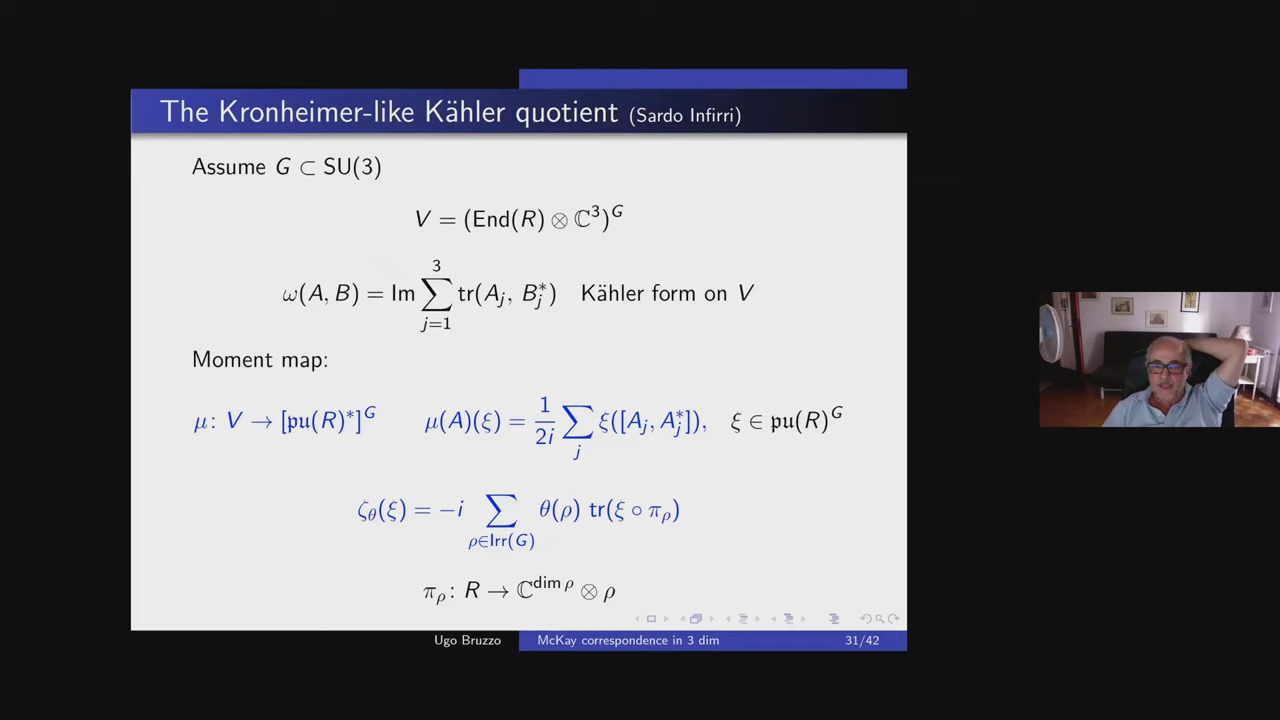 The Kronheimer-like Kähler quotient (Sardo Infirri)
Assume G ⊂ SU(3)
V = (End(R) ⊗ ℂ³)ᴳ
ω(A, B) = Im ∑_{j=1}^{3} tr(A_j, B_j^*) Kähler form on V
Moment map:
μ: V → [𝔭𝔲(R)*]ᴳ μ(A)(ξ) = \frac{1}{2i} ∑_j ξ([A_j, A_j^*]), ξ ∈ 𝔭𝔲(R)ᴳ
ζ_θ(ξ) = −i ∑_{ρ∈Irr(G)} θ(ρ) tr(ξ ∘ π_ρ)
π_ρ: R → ℂ^{dim ρ} ⊗ ρ
Ugo Bruzzo McKay correspondence in 3 dim 31/42